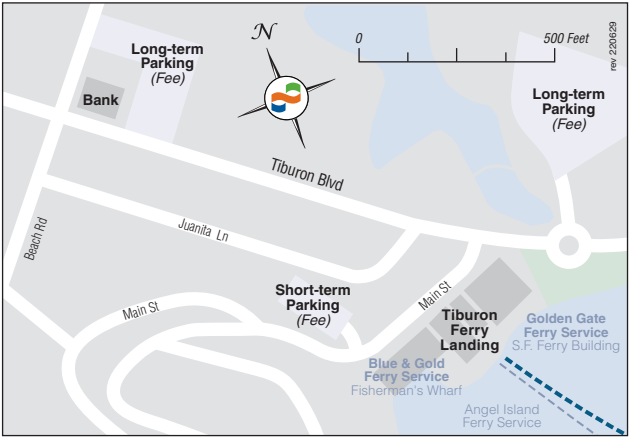 N
0
500 Feet
rev 220629
Long-term
Parking
(Fee)
Bank
Long-term
Parking
(Fee)
Tiburon Blvd
Juanita Ln
Beach Rd
Short-term
Parking
(Fee)
Main St
Main St
Tiburon
Ferry
Landing
Golden Gate
Ferry Service
S.F. Ferry Building
Blue & Gold
Ferry Service
Fisherman's Wharf
Angel Island
Ferry Service